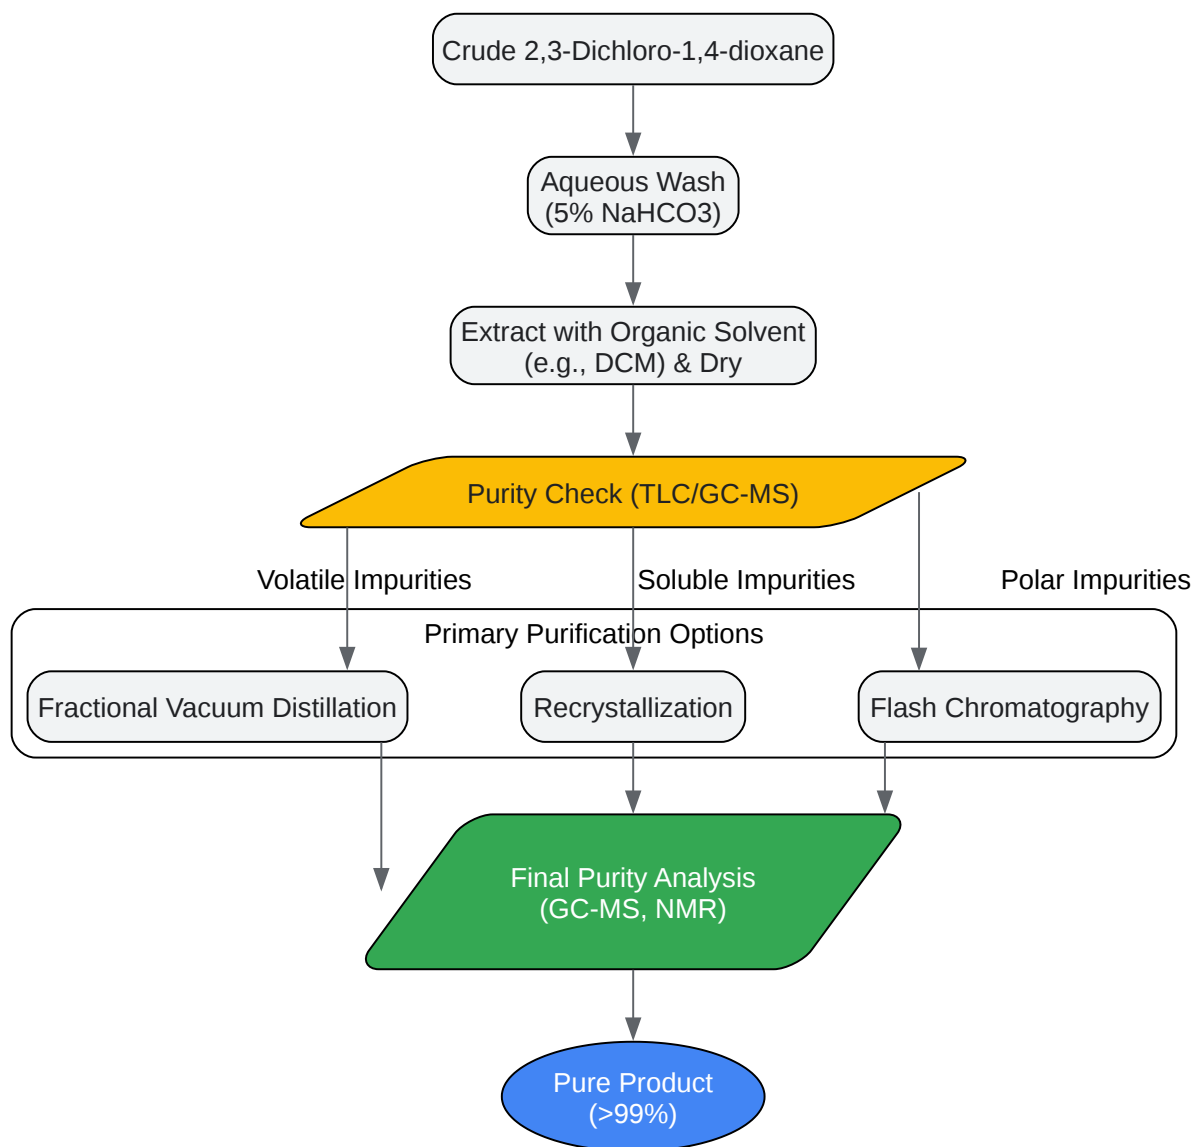 Crude 2,3-Dichloro-1,4-dioxane
Aqueous Wash
(5% NaHCO3)
Extract with Organic Solvent
(e.g., DCM) & Dry
Purity Check (TLC/GC-MS)
Volatile Impurities
Soluble Impurities
Polar Impurities
Primary Purification Options
Fractional Vacuum Distillation
Recrystallization
Flash Chromatography
Final Purity Analysis
(GC-MS, NMR)
Pure Product
(>99%)